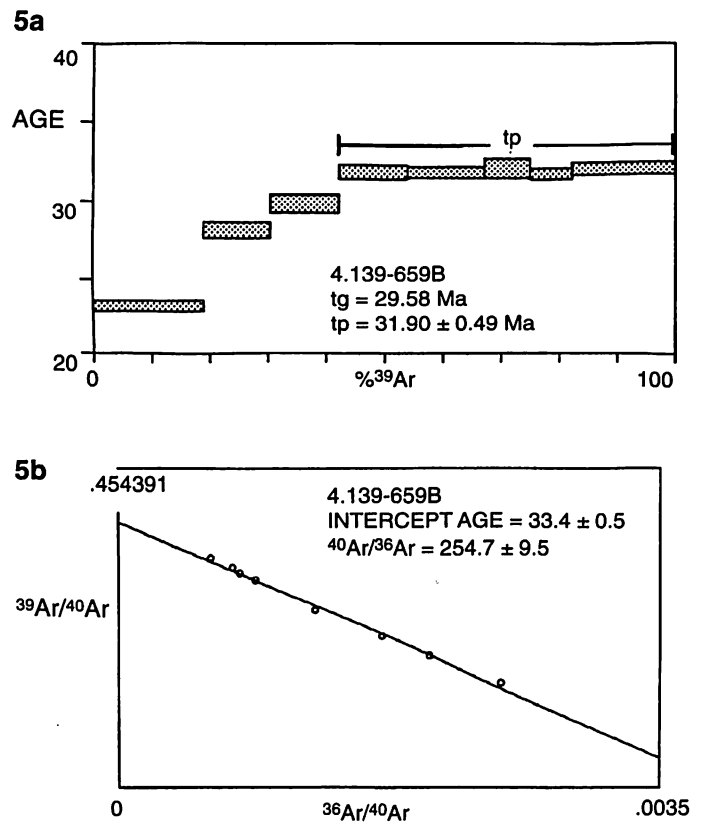 5a
40
AGE
tp
30
4.139-659B
tg = 29.58 Ma
tp = 31.90 ± 0.49 Ma
20
0
%³⁹Ar
100
5b
.454391
4.139-659B
INTERCEPT AGE = 33.4 ± 0.5
⁴⁰Ar/³⁶Ar = 254.7 ± 9.5
³⁹Ar/⁴⁰Ar
0
³⁶Ar/⁴⁰Ar
.0035